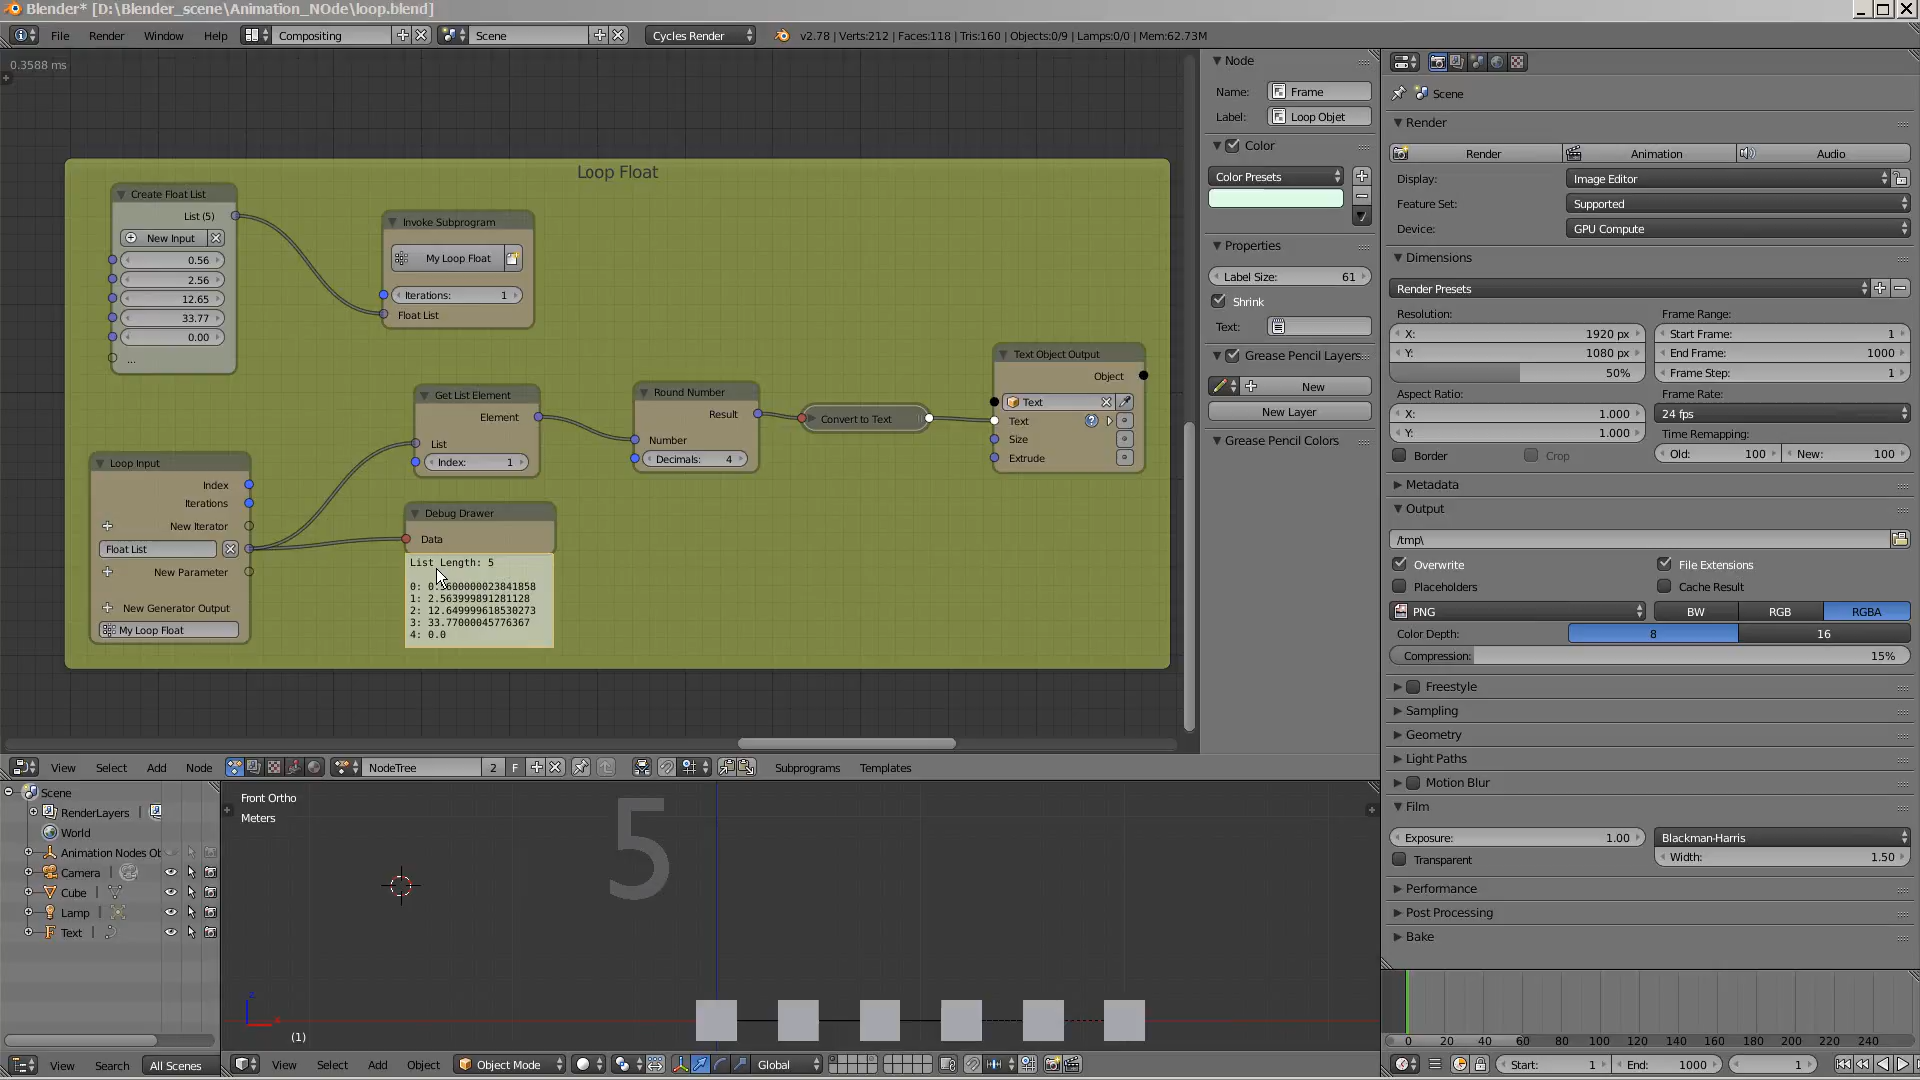 Blender* [D:\Blender_scene\Animation_NOde\loop.blend]
File Render Window Help Compositing Scene Cycles Render v2.78 | Verts:212 | Faces:118 | Tris:160 | Objects:0/9 | Lamps:0/0 | Mem:62.73M
0.3588 ms
Loop Float
Create Float List
List (5)
New Input
0.56
2.56
12.65
33.77
0.00
...
Invoke Subprogram
My Loop Float
Iterations: 1
Float List
Get List Element
Element
List
Index: 1
Round Number
Result
Number
Decimals: 4
Convert to Text
Text Object Output
Object
Text
Text
Size
Extrude
Loop Input
Index
Iterations
New Iterator
Float List
New Parameter
New Generator Output
My Loop Float
Debug Drawer
Data
List Length: 5
0: 0.5600000023841858
1: 2.563999891281128
2: 12.649999618530273
3: 33.77000045776367
4: 0.0
Node
Name: Frame
Label: Loop Objet
Color
Color Presets
Properties
Label Size: 61
Shrink
Text:
Grease Pencil Layers
New
New Layer
Grease Pencil Colors
Scene
Render
Render Animation Audio
Display: Image Editor
Feature Set: Supported
Device: GPU Compute
Dimensions
Render Presets
Resolution: Frame Range:
X: 1920 px Start Frame: 1
Y: 1080 px End Frame: 1000
50% Frame Step: 1
Aspect Ratio: Frame Rate:
X: 1.000 24 fps
Y: 1.000 Time Remapping:
Border Crop Old: 100 New: 100
Metadata
Output
/tmp\
Overwrite File Extensions
Placeholders Cache Result
PNG BW RGB RGBA
Color Depth: 8 16
Compression: 15%
Freestyle
Sampling
Geometry
Light Paths
Motion Blur
Film
Exposure: 1.00 Blackman-Harris
Transparent Width: 1.50
Performance
Post Processing
Bake
View Select Add Node NodeTree 2 F Subprograms Templates
Scene
RenderLayers |
World
Animation Nodes Ob
Camera |
Cube |
Lamp |
Text |
View Search All Scenes
Front Ortho
Meters
5
z
x
(1)
View Select Add Object Object Mode Global
0 20 40 60 80 100 120 140 160 180 200 220 240
Start: 1 End: 1000 1